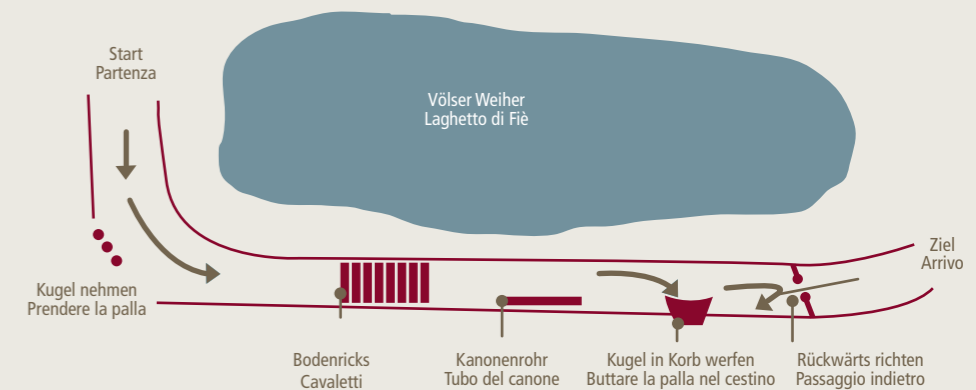 Start
Partenza
Völser Weiher
Laghetto di Fiè
Ziel
Arrivo
Kugel nehmen
Prendere la palla
Bodenricks
Cavaletti
Kanonenrohr
Tubo del canone
Kugel in Korb werfen
Buttare la palla nel cestino
Rückwärts richten
Passaggio indietro